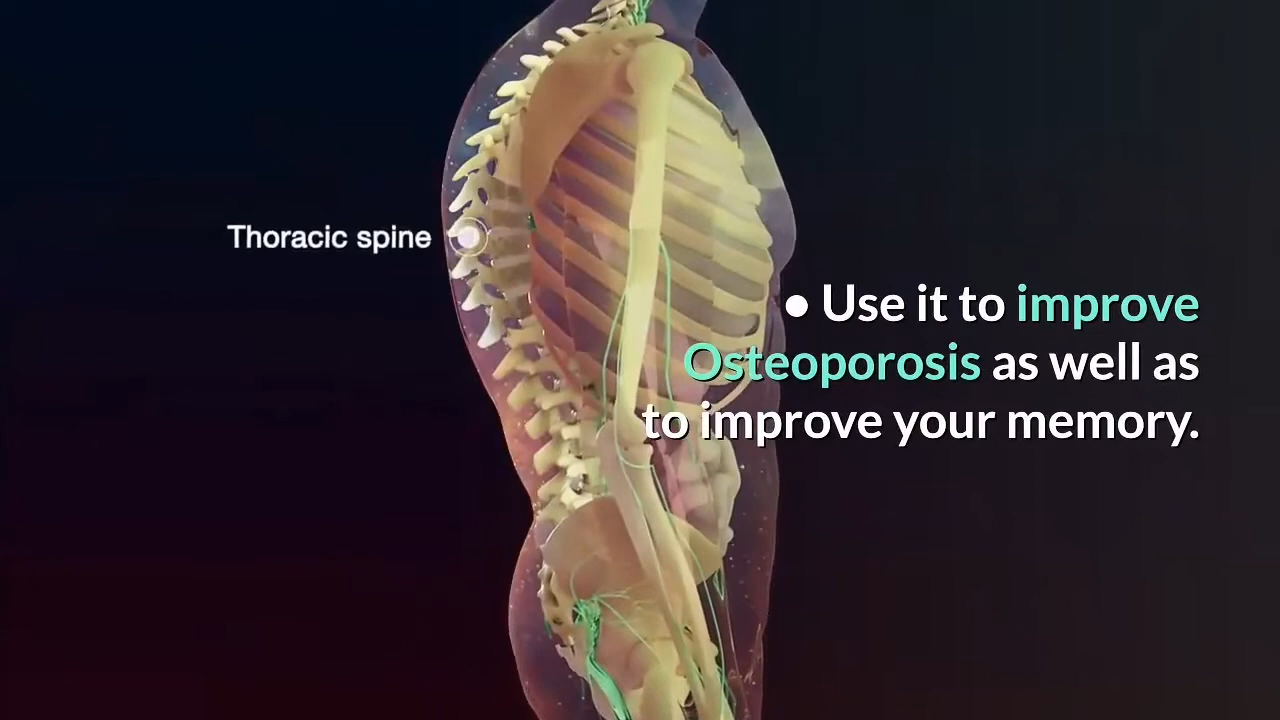 Thoracic spine
• Use it to improve
Osteoporosis as well as
to improve your memory.